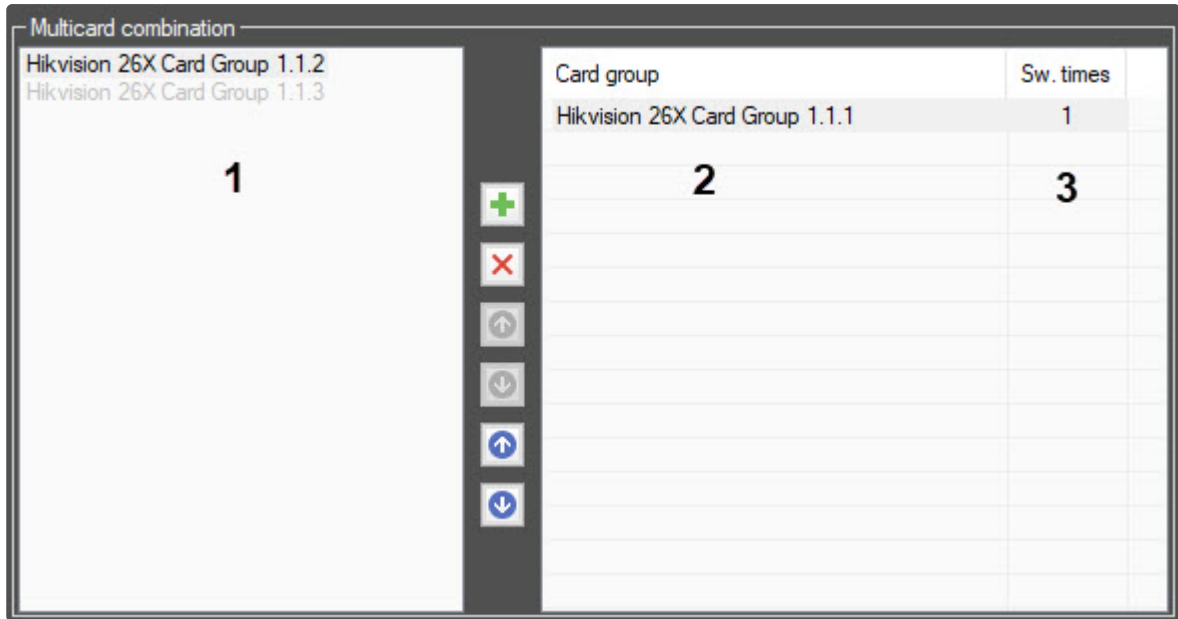 Multicard combination
Hikvision 26X Card Group 1.1.2
Hikvision 26X Card Group 1.1.3
1
Card group Sw. times
Hikvision 26X Card Group 1.1.1 1
2 3